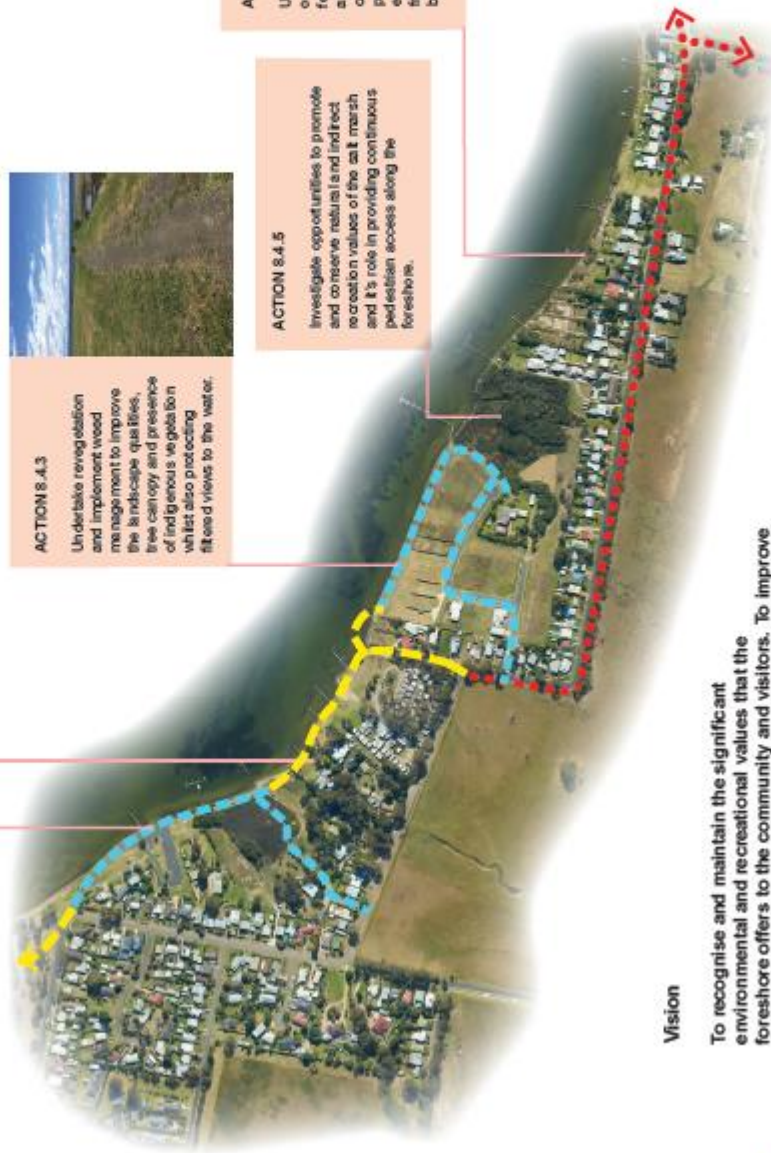 ACTION 8.4.3
Undertake revegetation
and implement weed
management to improve
the landscape qualities,
tree canopy and presence
of indigenous vegetation
whilst also protecting
filtered views to the water.
ACTION 8.4.5
Investigate opportunities to promote
and conserve natural and indirect
recreation values of the salt marsh
and it's role in providing continuous
pedestrian access along the
foreshore.
Vision
To recognise and maintain the significant
environmental and recreational values that the
foreshore offers to the community and visitors. To improve